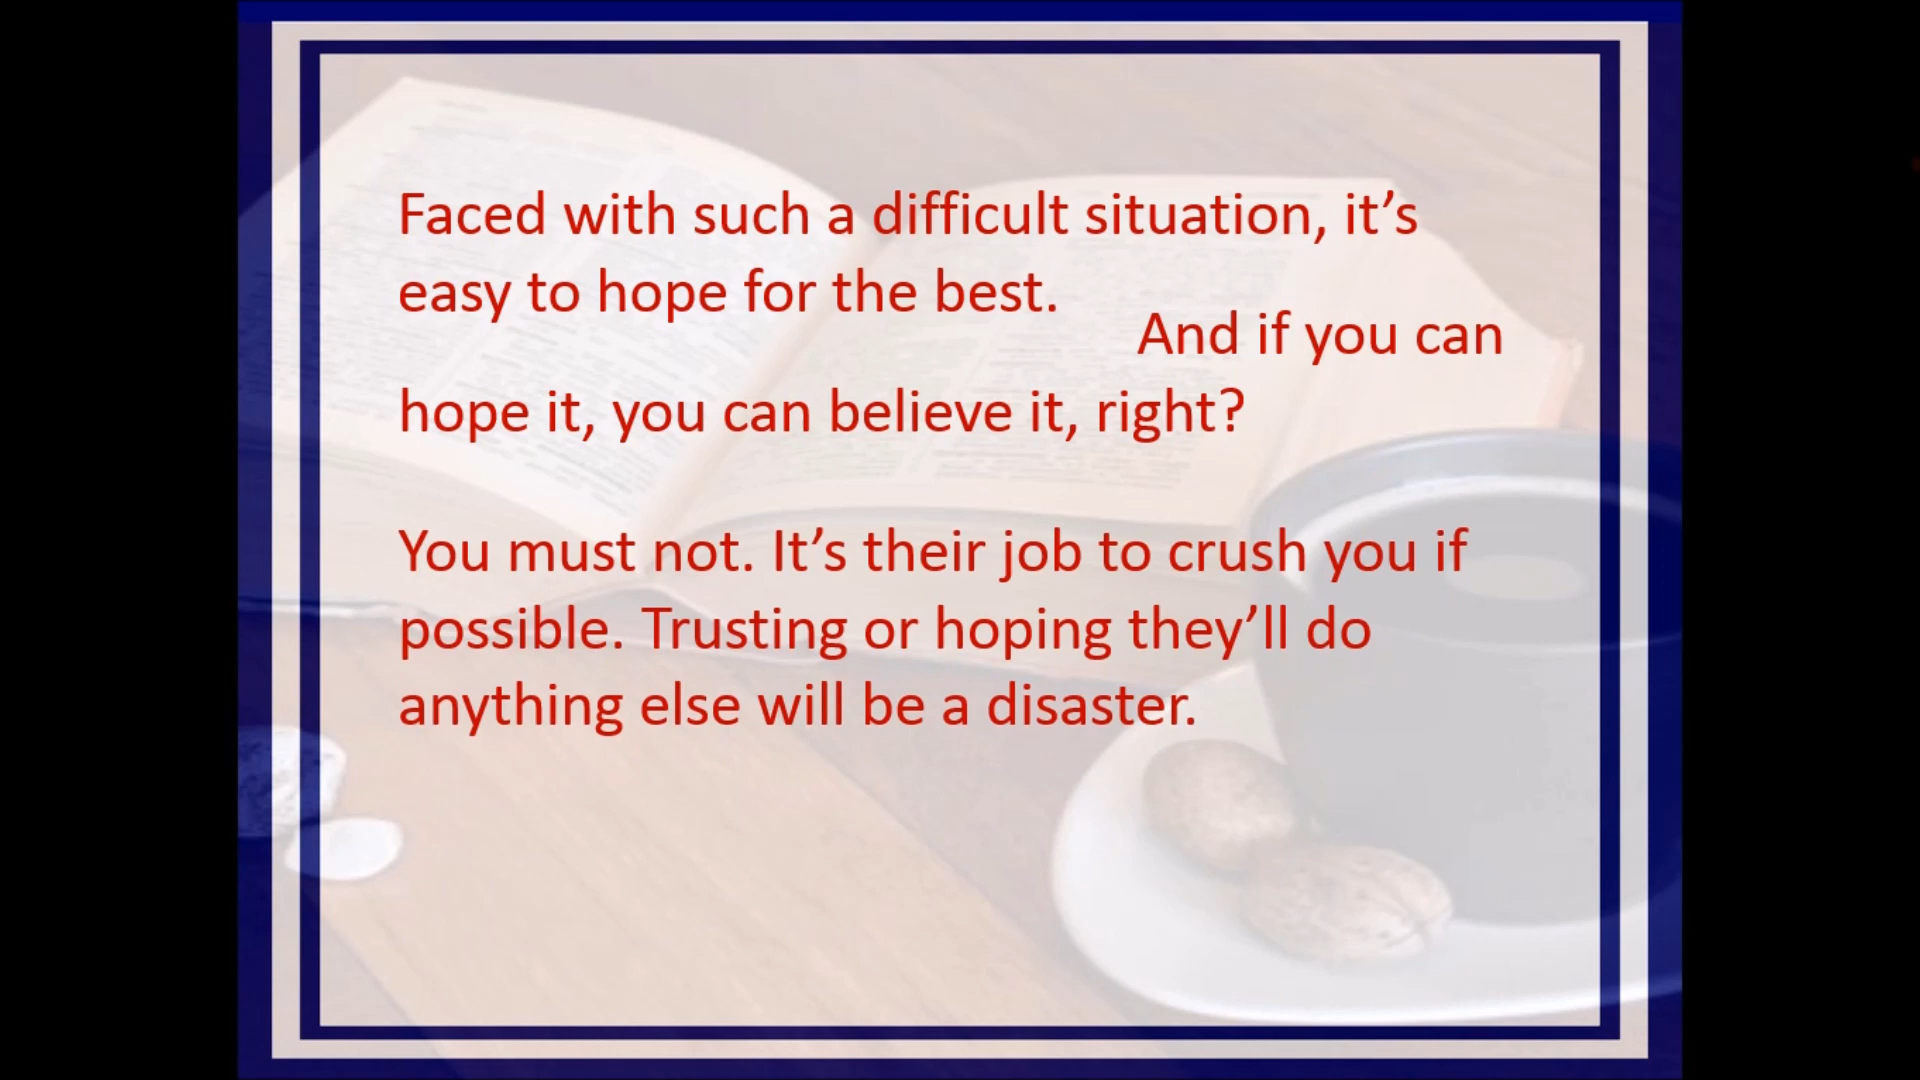 Faced with such a difficult situation, it’s
easy to hope for the best.
And if you can
hope it, you can believe it, right?
You must not. It’s their job to crush you if
possible. Trusting or hoping they’ll do
anything else will be a disaster.